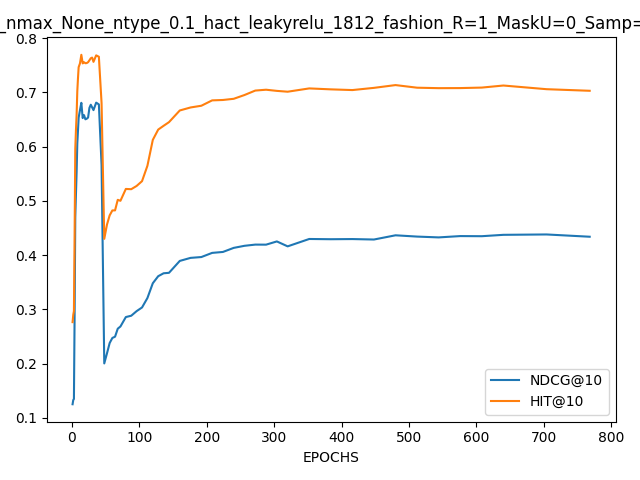 _nmax_None_ntype_0.1_hact_leakyrelu_1812_fashion_R=1_MaskU=0_Samp=
0.8
0.7
0.6
0.5
0.4
0.3
0.2
0.1
NDCG@10
HIT@10
0 100 200 300 400 500 600 700 800
EPOCHS